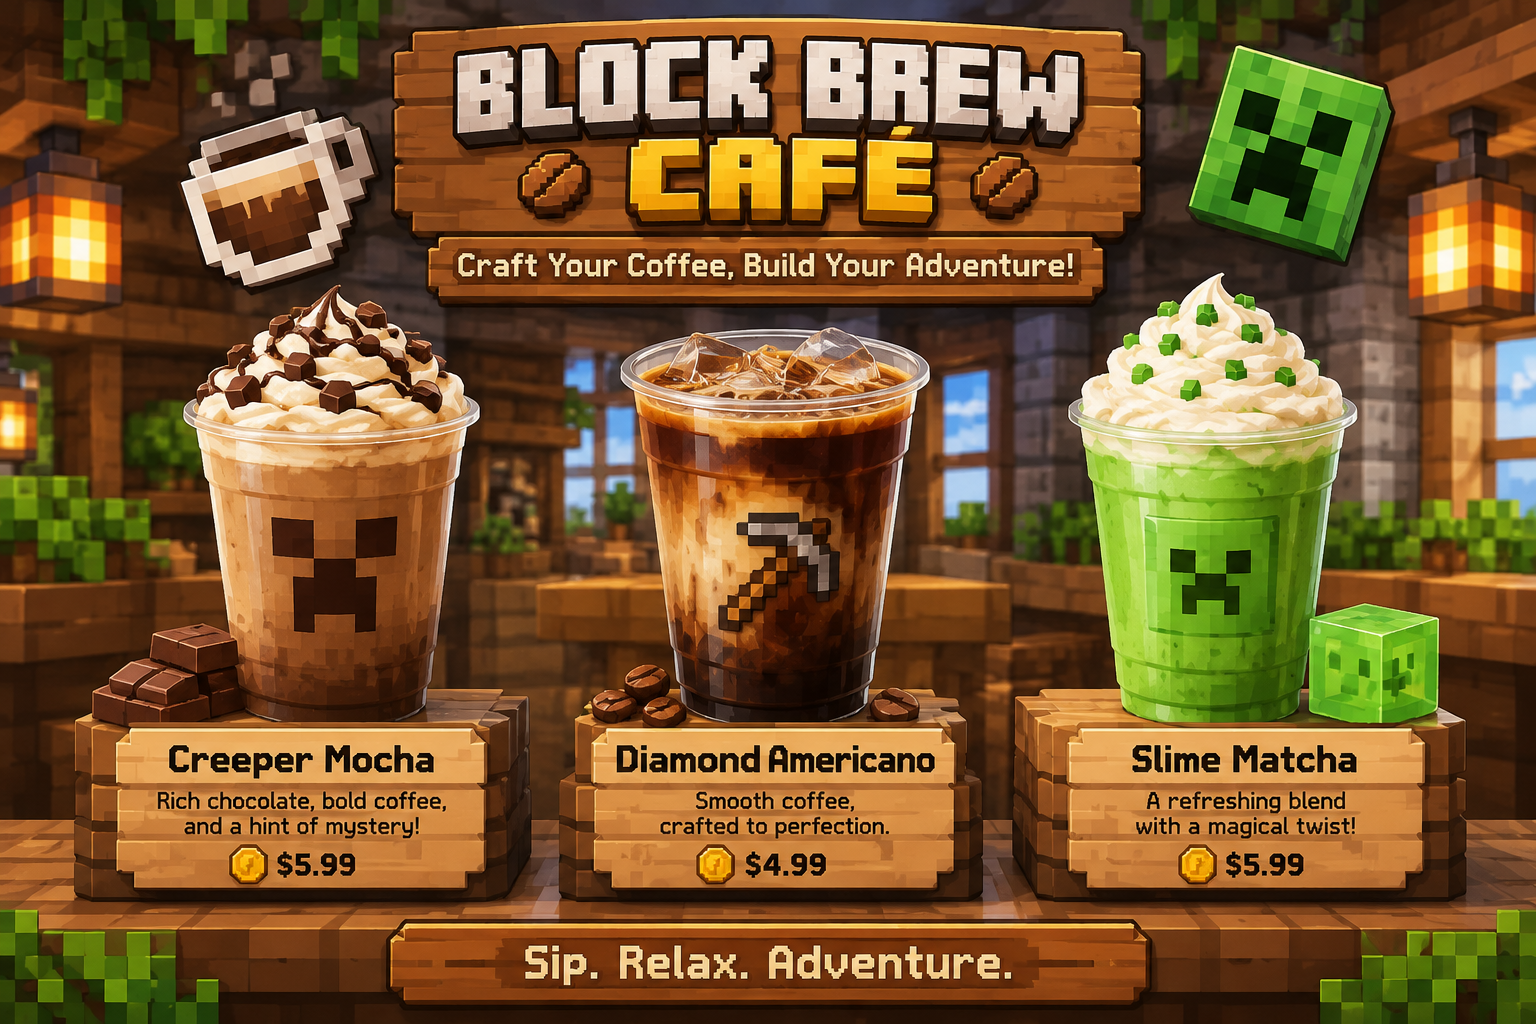 BLOCK BREW
CAFÉ
Craft Your Coffee, Build Your Adventure!
Creeper Mocha
Rich chocolate, bold coffee,
and a hint of mystery!
$5.99
Diamond Americano
Smooth coffee,
crafted to perfection.
$4.99
Slime Matcha
A refreshing blend
with a magical twist!
$5.99
Sip. Relax. Adventure.